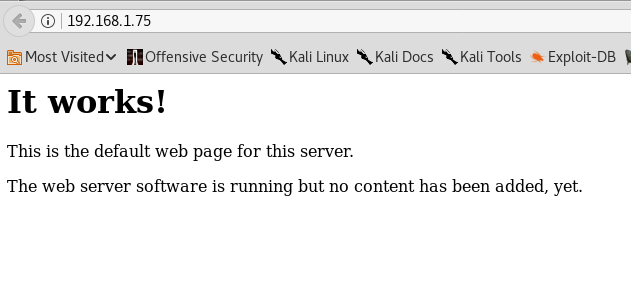 192.168.1.75
Most Visited Offensive Security Kali Linux Kali Docs Kali Tools Exploit-DB
It works!
This is the default web page for this server.
The web server software is running but no content has been added, yet.